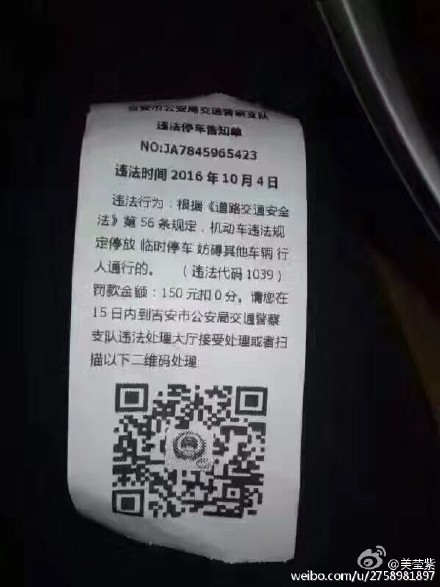 吉安市公安局交通警察支队
违法停车告知单
NO:JA7845965423
违法时间 2016 年 10 月 4 日
违法行为：根据《道路交通安全
法》第 56 条规定，机动车违法规
定停放 临时停车 妨碍其他车辆 行
人通行的。 （违法代码 1039）
罚款金额：150 元扣 0 分。请您在
15 日内到吉安市公安局交通警察
支队违法处理大厅接受处理或者扫
描以下二维码处理
@美莹紫
weibo.com/u/2758981897